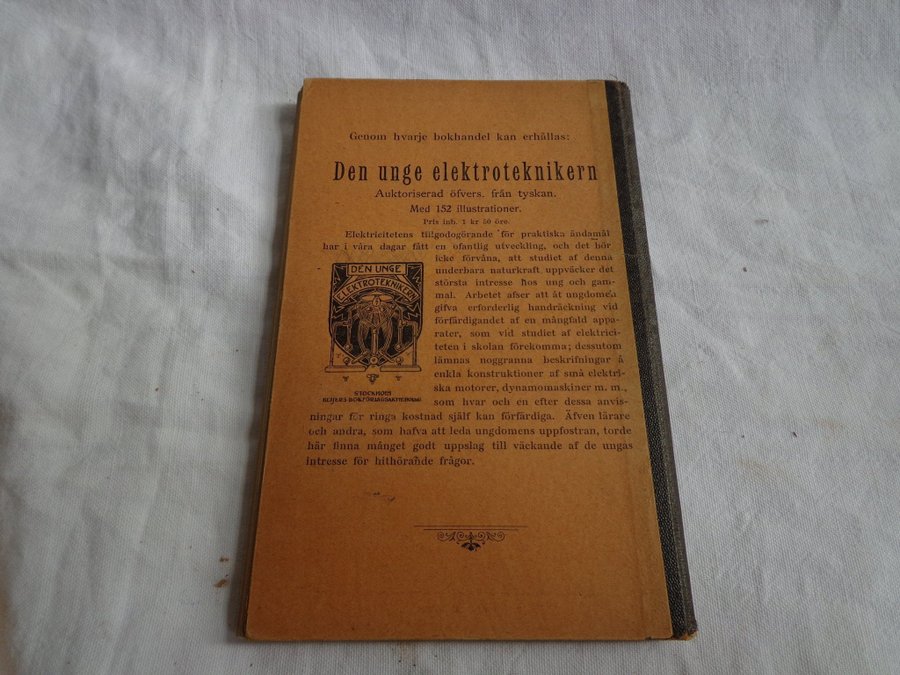 Genom hvarje bokhandel kan erhållas:
Den unge elektroteknikern
Auktoriserad öfvers. från tyskan.
Med 152 illustrationer.
Pris inb. 1 kr 50 öre.
Elektricitetens tillgodogörande för praktiska ändamål
har i våra dagar fått en ofantlig utveckling, och det bör
icke förvåna, att studiet af denna
underbara naturkraft uppväcker det
största intresse hos ung och gam-
mal. Arbetet afser att åt ungdomen
gifva erforderlig handräckning vid
förfärdigandet af en mångfald appa-
rater, som vid studiet af elektrici-
teten i skolan förekomma; dessutom
lämnas noggranna beskrifningar å
enkla konstruktioner af små elektri-
ska motorer, dynamomaskiner m. m.,
som hvar och en efter dessa anvis-
ningar för ringa kostnad själf kan förfärdiga. Äfven lärare
och andra, som hafva att leda ungdomens uppfostran, torde
här finna månget godt uppslag till väckande af de ungas
intresse för hithörande frågor.
DEN UNGE
ELEKTROTEKNIKERN
STOCKHOLM
BEIJERS BOKFÖRLAGSAKTIEBOLAG